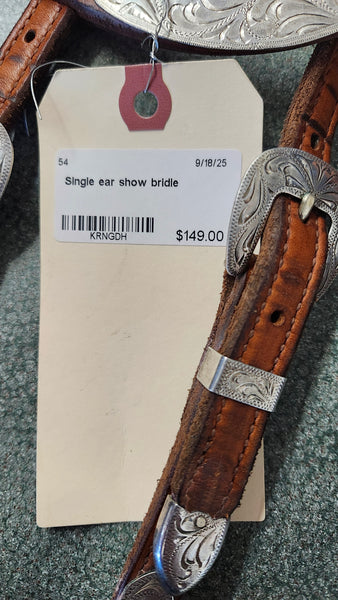 54 9/18/25
Single ear show bridle
KRNGDH $149.00